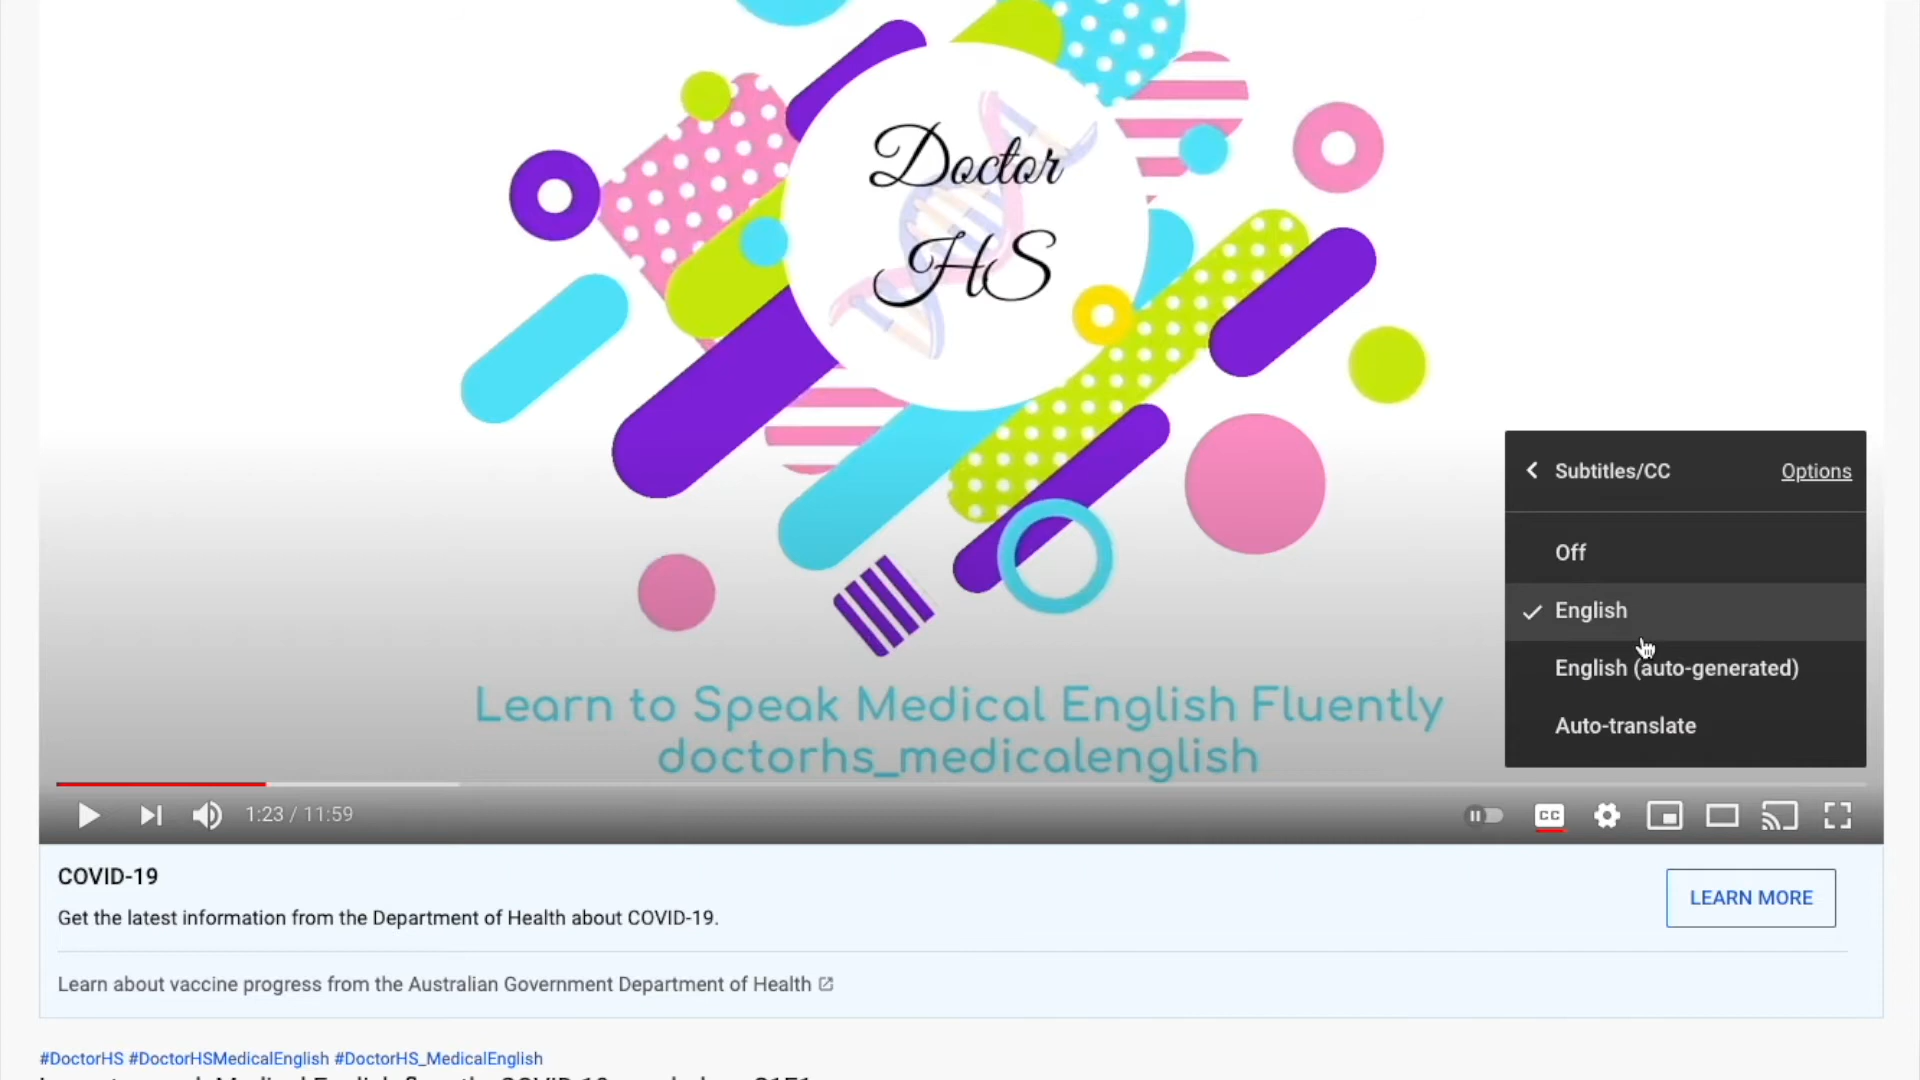 Doctor
HS
Learn to Speak Medical English Fluently
doctorhs_medicalenglish
Subtitles/CC Options
Off
English
English (auto-generated)
Auto-translate
1:23 / 11:59
CC
COVID-19
Get the latest information from the Department of Health about COVID-19.
LEARN MORE
Learn about vaccine progress from the Australian Government Department of Health
#DoctorHS #DoctorHSMedicalEnglish #DoctorHS_MedicalEnglish